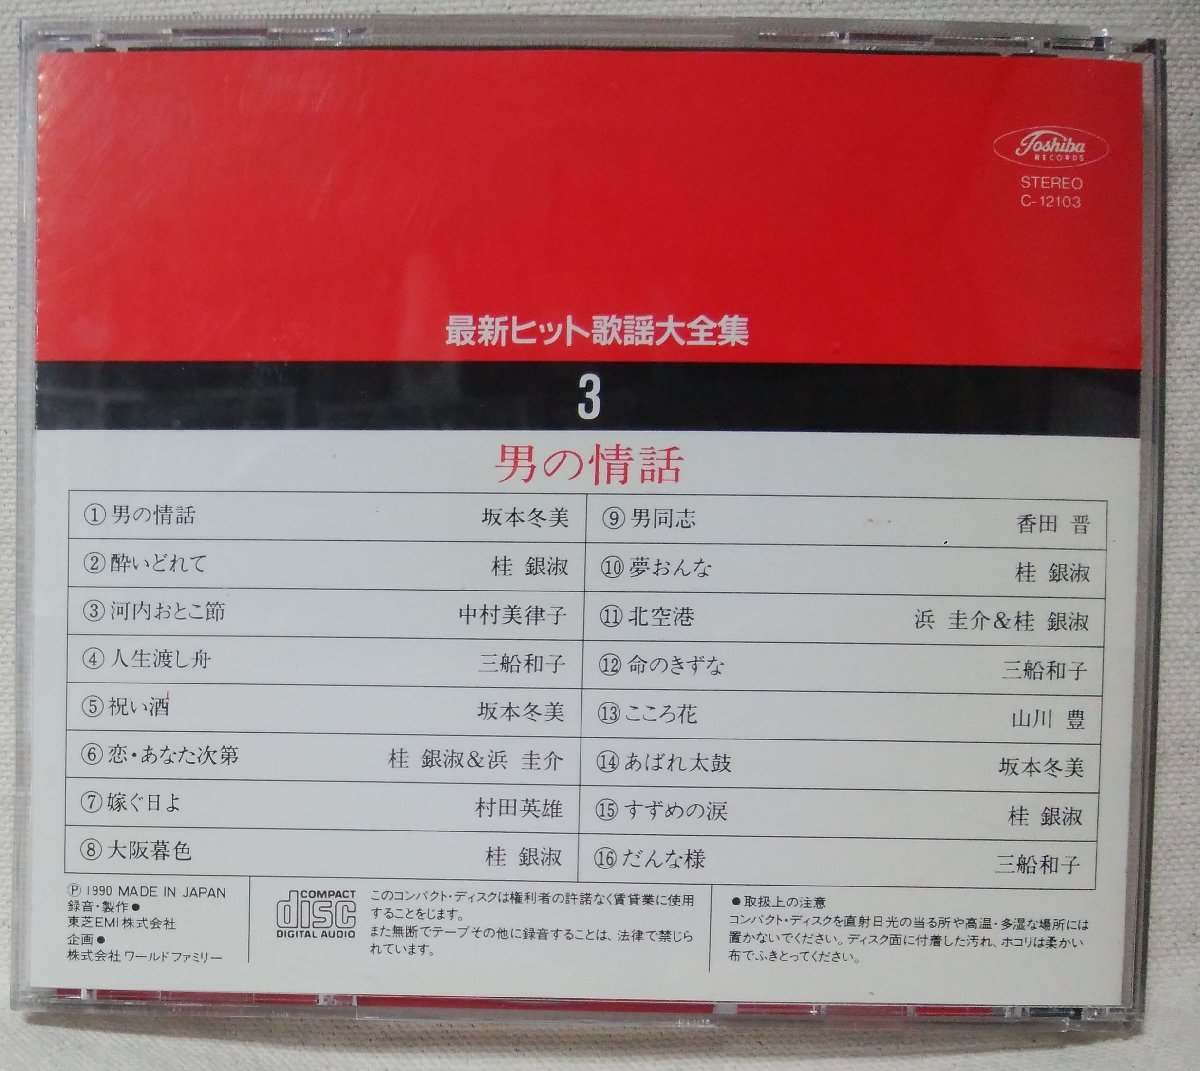 Toshiba
RECORDS
STEREO
C-12103
最新ヒット歌謡大全集
3
男の情話
①男の情話 坂本冬美
②酔いどれて 桂 銀淑
③河内おとこ節 中村美律子
④人生渡し舟 三船和子
⑤祝い酒 坂本冬美
⑥恋・あなた次第 桂 銀淑&浜 圭介
⑦嫁ぐ日よ 村田英雄
⑧大阪暮色 桂 銀淑
⑨男同志 香田 晋
⑩夢おんな 桂 銀淑
⑪北空港 浜 圭介&桂 銀淑
⑫命のきずな 三船和子
⑬こころ花 山川 豊
⑭あばれ太鼓 坂本冬美
⑮すずめの涙 桂 銀淑
⑯だんな様 三船和子
Ⓟ 1990 MADE IN JAPAN
録音・製作●
東芝EMI株式会社
企画●
株式会社 ワールドファミリー
COMPACT
disc
DIGITAL AUDIO
このコンパクト・ディスクは権利者の許諾なく賃貸業に使用
することをじます。
また無断でテープその他に録音することは、法律で禁じら
れています。
●取扱上の注意
コンパクト・ディスクを直射日光の当る所や高温・多湿な場所には
置かないでください。ディスク面に付着した汚れ、ホコリは柔かい
布でふきとってください。